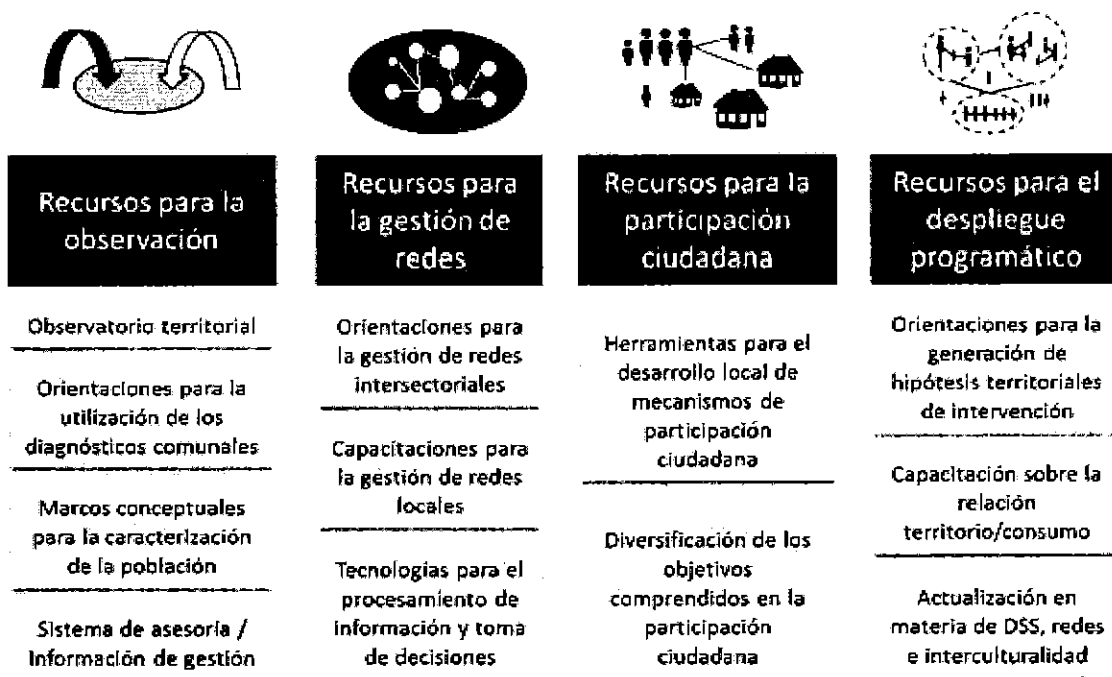 Recursos para la
observación
Observatorio territorial
Orientaciones para la
utilización de los
diagnósticos comunales
Marcos conceptuales
para la caracterización
de la población
Sistema de asesoría /
Información de gestión
Recursos para
la gestión de
redes
Orientaciones para
la gestión de redes
intersectoriales
Capacitaciones para
la gestión de redes
locales
Tecnologías para el
procesamiento de
información y toma
de decisiones
Recursos para la
participación
ciudadana
Herramientas para el
desarrollo local de
mecanismos de
participación
ciudadana
Diversificación de los
objetivos
comprendidos en la
participación
ciudadana
Recursos para el
despliegue
programático
Orientaciones para la
generación de
hipótesis territoriales
de intervención
Capacitación sobre la
relación
territorio/consumo
Actualización en
materia de DSS, redes
e interculturalidad